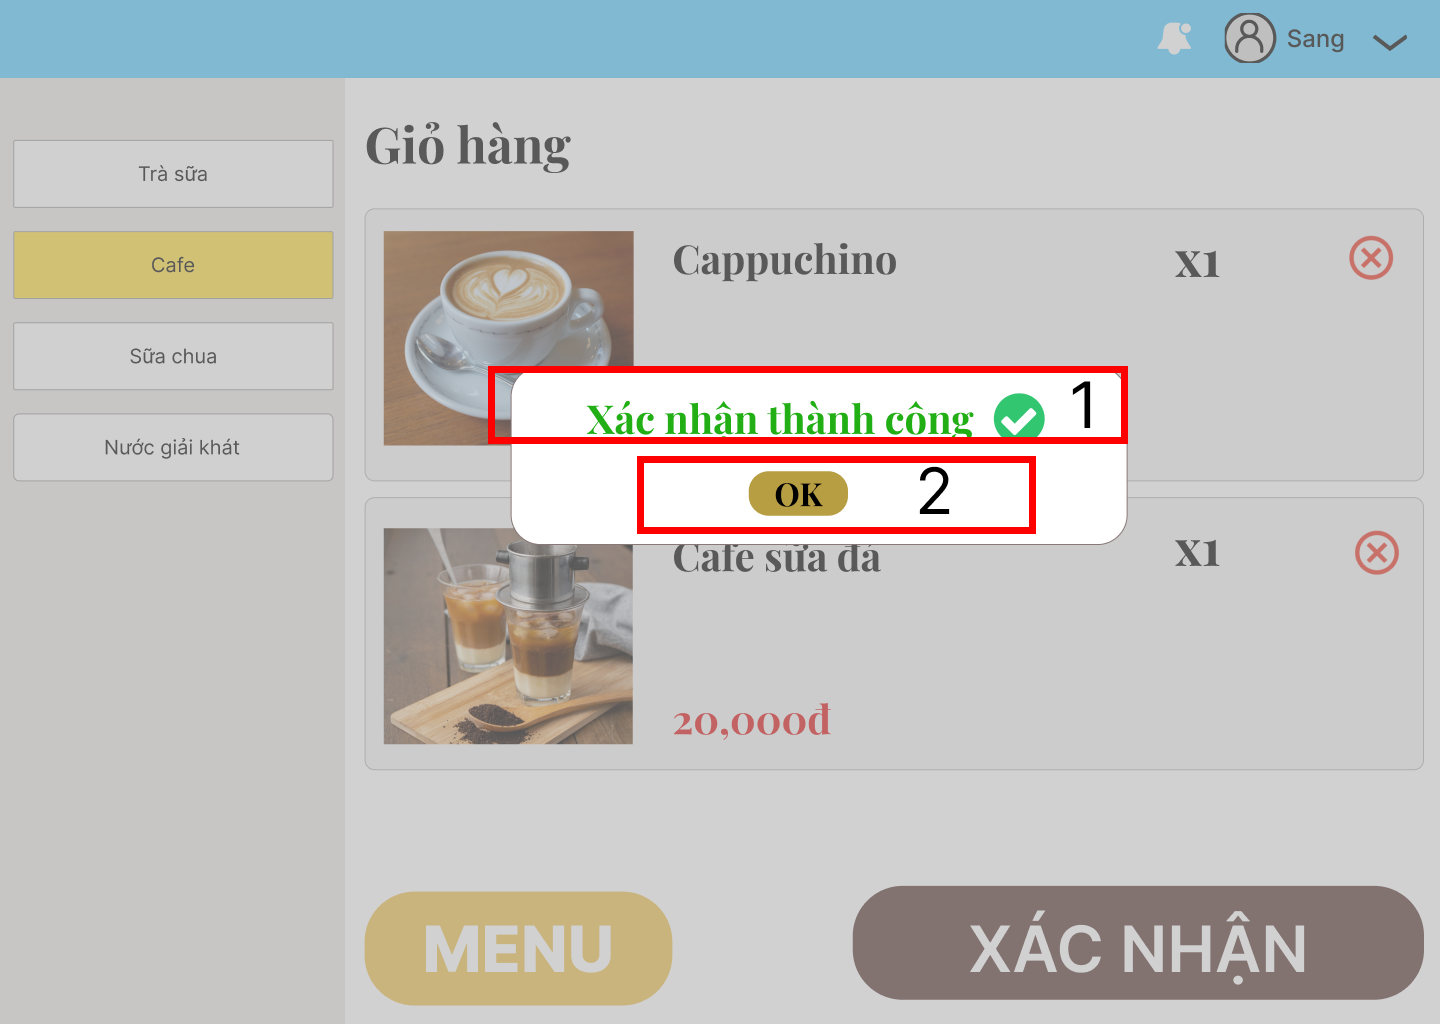 Sang
Giỏ hàng
Trà sữa
Cafe
Sữa chua
Nước giải khát
Cappuchino
X1
Xác nhận thành công
1
OK
2
Cafe sữa đá
X1
20,000đ
MENU
XÁC NHẬN